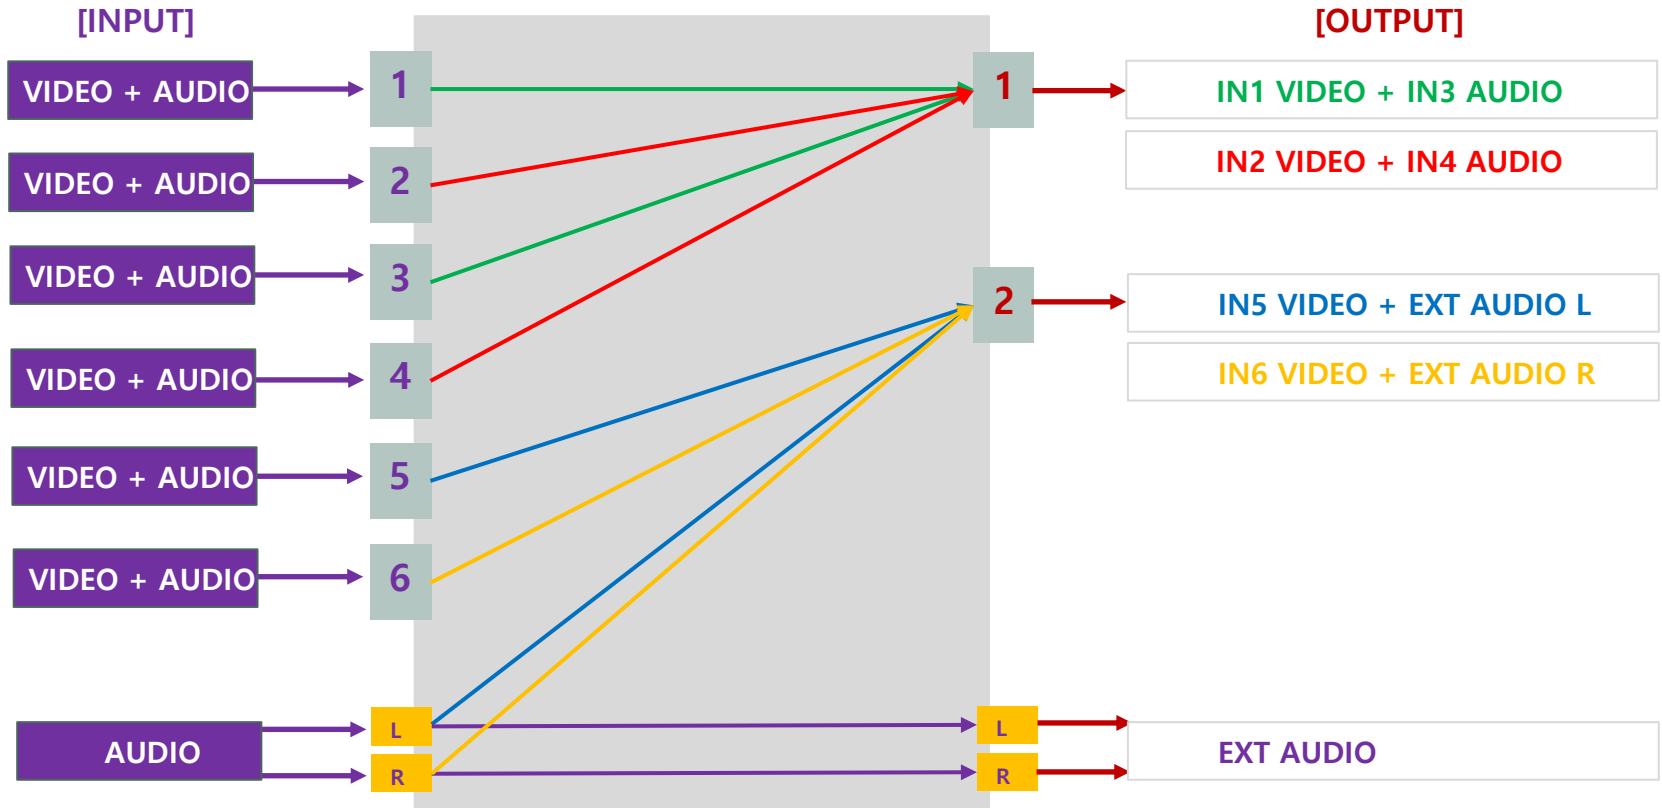 [INPUT] [OUTPUT]
VIDEO + AUDIO 1 1 IN1 VIDEO + IN3 AUDIO
IN2 VIDEO + IN4 AUDIO
VIDEO + AUDIO 2
VIDEO + AUDIO 3 2 IN5 VIDEO + EXT AUDIO L
IN6 VIDEO + EXT AUDIO R
VIDEO + AUDIO 4
VIDEO + AUDIO 5
VIDEO + AUDIO 6
AUDIO L L EXT AUDIO
R R